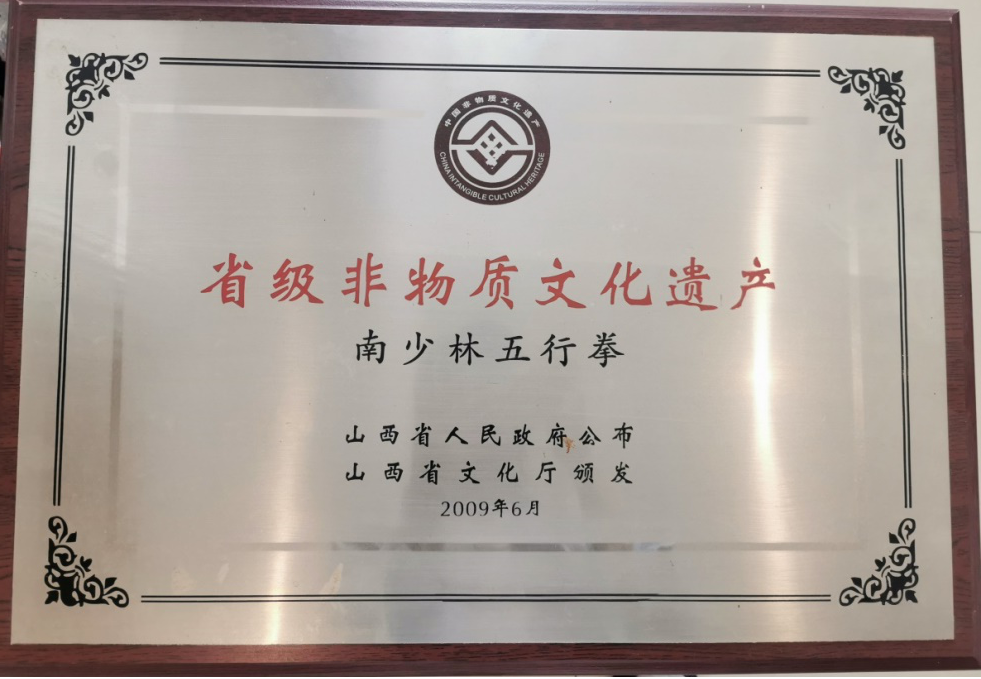 中国非物质文化遗产
CHINA INTANGIBLE CULTURAL HERITAGE
省级非物质文化遗产
南少林五行拳
山西省人民政府公布
山西省文化厅颁发
2009年6月